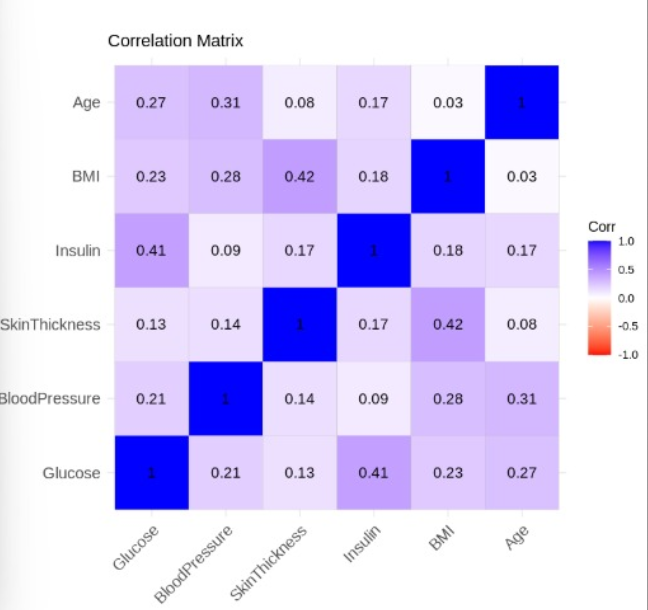 Correlation Matrix
Age 0.27 0.31 0.08 0.17 0.03 1
BMI 0.23 0.28 0.42 0.18 1 0.03
Insulin 0.41 0.09 0.17 1 0.18 0.17
SkinThickness 0.13 0.14 1 0.17 0.42 0.08
BloodPressure 0.21 1 0.14 0.09 0.28 0.31
Glucose 1 0.21 0.13 0.41 0.23 0.27
Glucose BloodPressure SkinThickness Insulin BMI Age
Corr
1.0
0.5
0.0
-0.5
-1.0